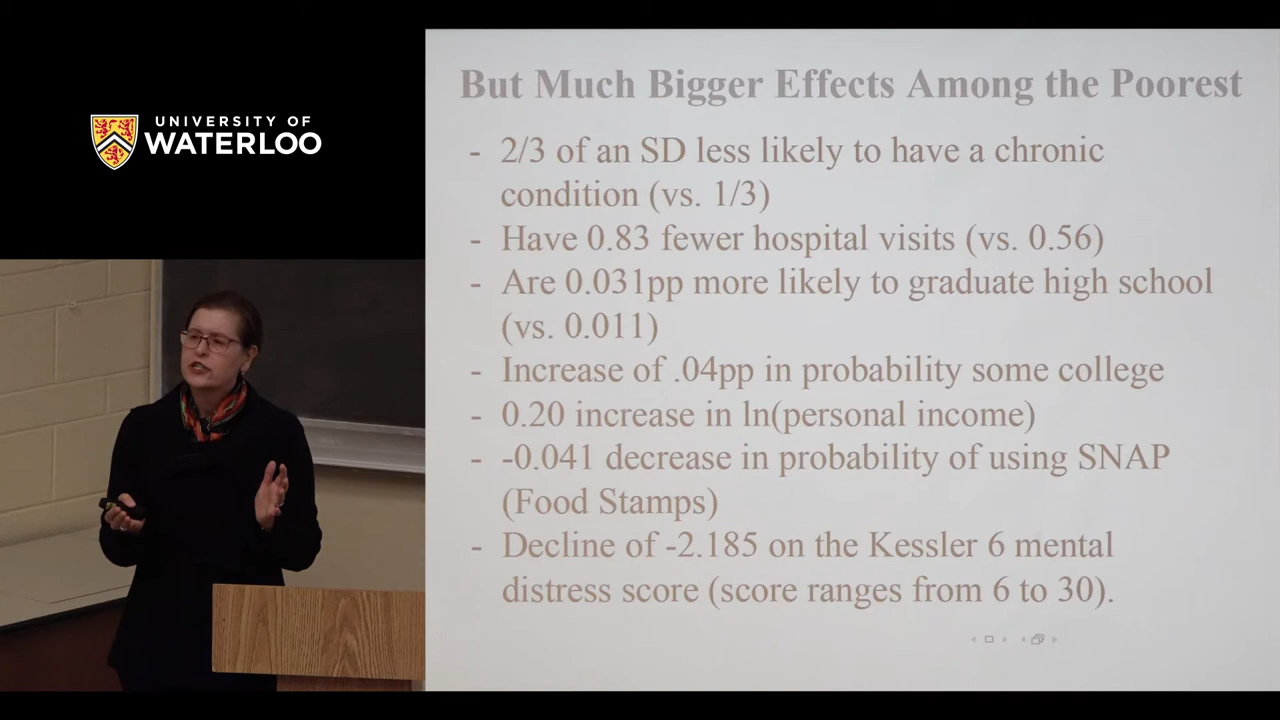 UNIVERSITY OF
WATERLOO
But Much Bigger Effects Among the Poorest
- 2/3 of an SD less likely to have a chronic
condition (vs. 1/3)
- Have 0.83 fewer hospital visits (vs. 0.56)
- Are 0.031pp more likely to graduate high school
(vs. 0.011)
- Increase of .04pp in probability some college
- 0.20 increase in ln(personal income)
- -0.041 decrease in probability of using SNAP
(Food Stamps)
- Decline of -2.185 on the Kessler 6 mental
distress score (score ranges from 6 to 30).